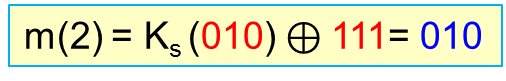 m(2) = Kₛ (010) ⊕ 111= 010